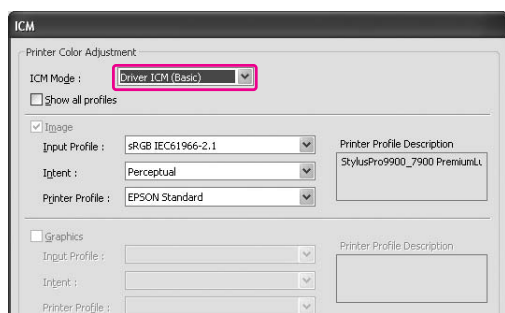 ICM
Printer Color Adjustment
ICM Mode : Driver ICM (Basic)
Show all profiles
Image
Input Profile : sRGB IEC61966-2.1
Printer Profile Description
Intent : Perceptual
StylusPro9900_7900 PremiumLu
Printer Profile : EPSON Standard
Graphics
Input Profile :
Printer Profile Description
Intent :
Printer Profile :